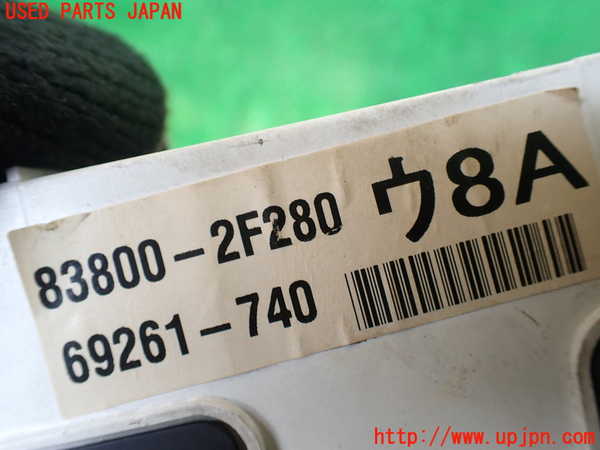 USED PARTS JAPAN
83800-2F280 ウ8A
69261-740
http://www.upjpn.com/